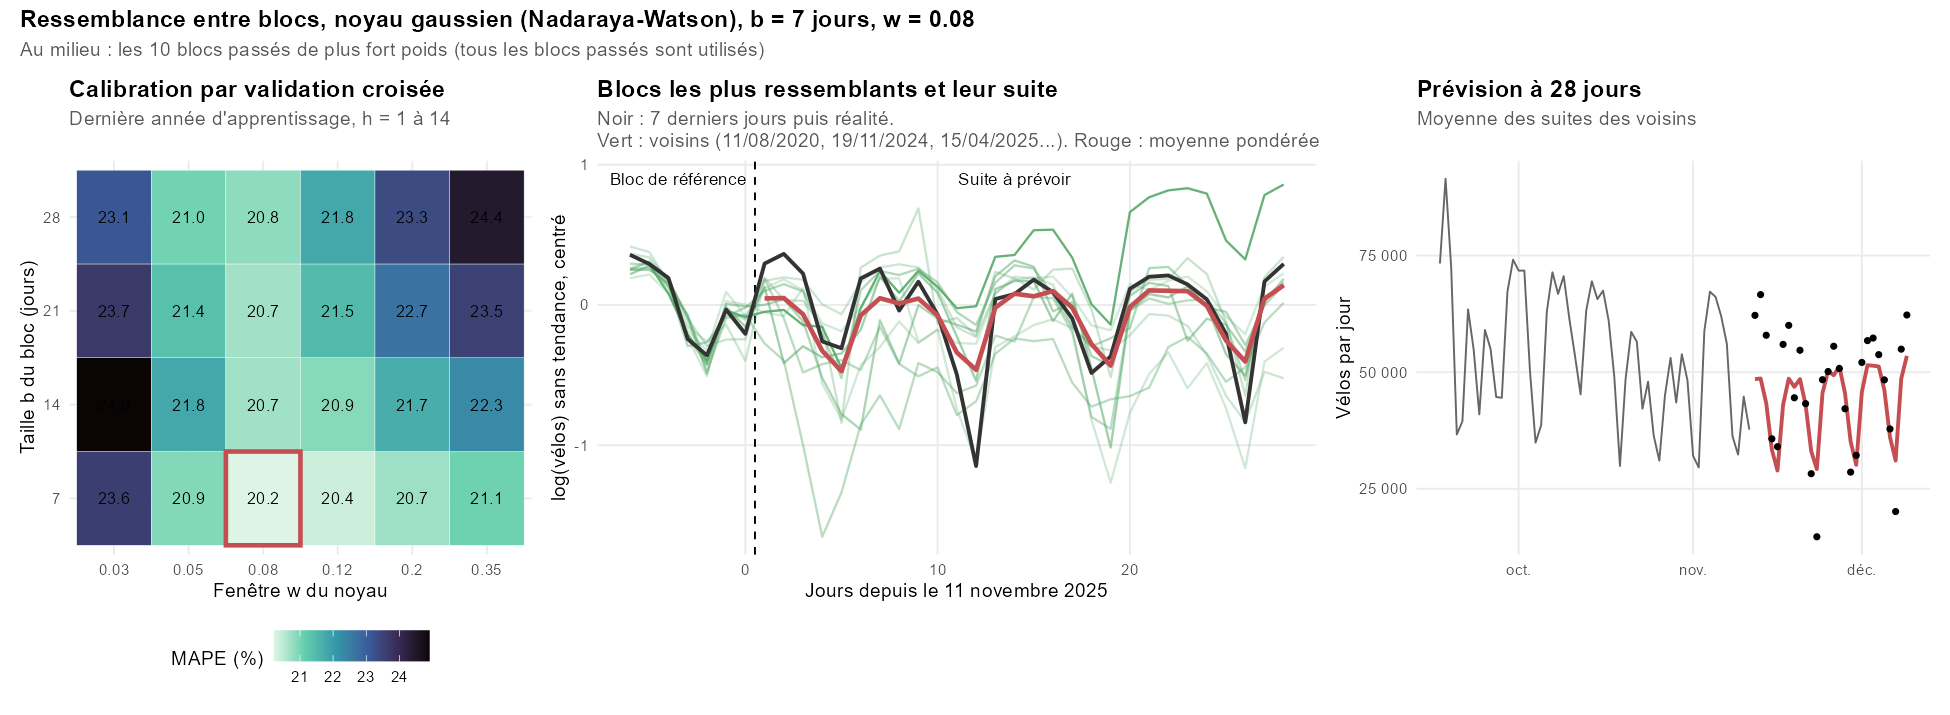 Ressemblance entre blocs, noyau gaussien (Nadaraya-Watson), b = 7 jours, w = 0.08
Au milieu : les 10 blocs passés de plus fort poids (tous les blocs passés sont utilisés)
Calibration par validation croisée
Dernière année d'apprentissage, h = 1 à 14
Taille b du bloc (jours)
28
23.1 21.0 20.8 21.8 23.3 24.4
21
23.7 21.4 20.7 21.5 22.7 23.5
14
21.8 20.7 20.9 21.7 22.3
7
23.6 20.9 20.2 20.4 20.7 21.1
0.03 0.05 0.08 0.12 0.2 0.35
Fenêtre w du noyau
MAPE (%)
21 22 23 24
Blocs les plus ressemblants et leur suite
Noir : 7 derniers jours puis réalité.
Vert : voisins (11/08/2020, 19/11/2024, 15/04/2025...). Rouge : moyenne pondérée
log(vélos) sans tendance, centré
1
0
-1
Bloc de référence
Suite à prévoir
0 10 20
Jours depuis le 11 novembre 2025
Prévision à 28 jours
Moyenne des suites des voisins
Vélos par jour
75 000
50 000
25 000
oct. nov. déc.